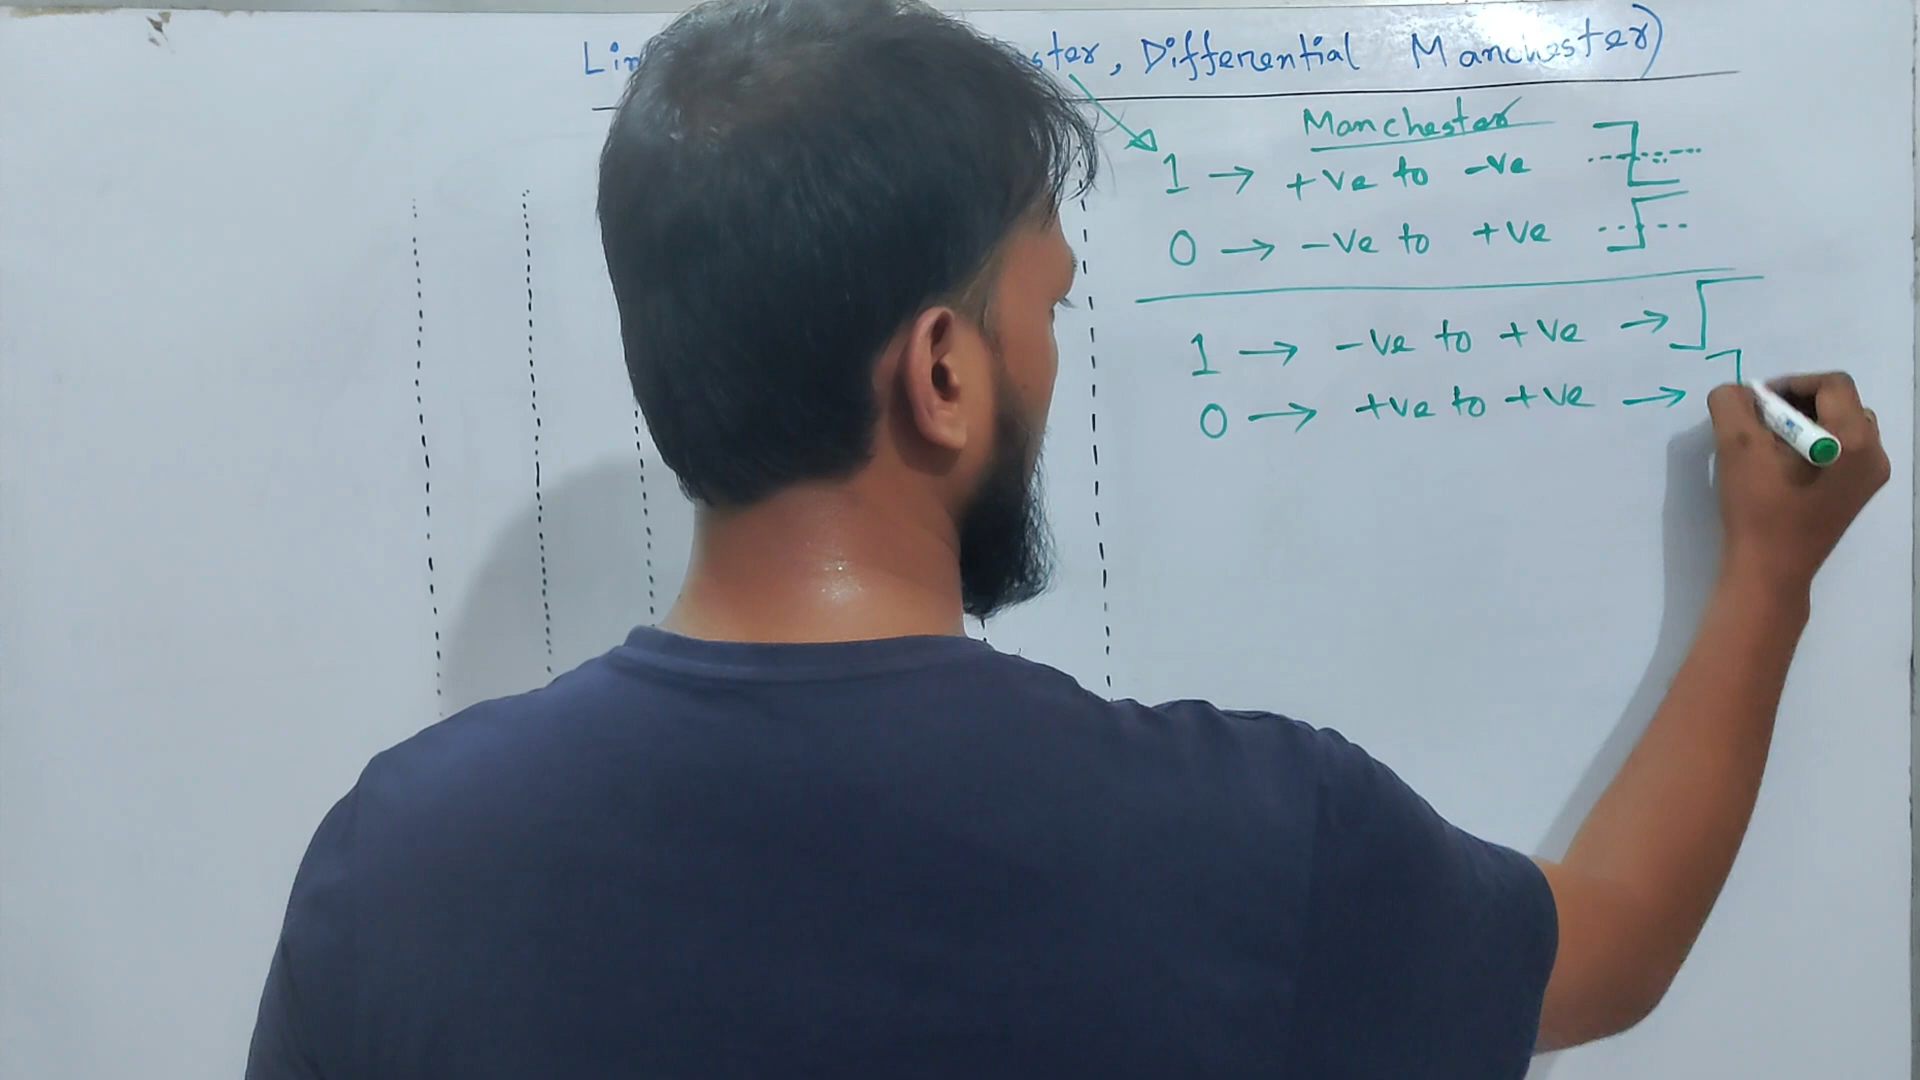 ster, Differential Manchester)
Manchester
1 → +ve to -ve
0 → -ve to +ve
1 → -ve to +ve →
0 → +ve to +ve →